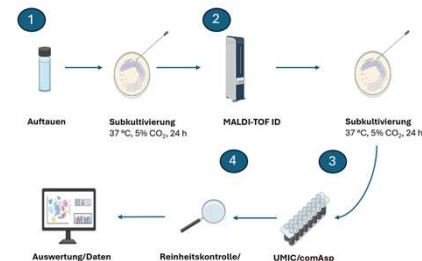 1
2
Auftauen
Subkultivierung
37 °C, 5% CO₂, 24 h
MALDI-TOF ID
Subkultivierung
37 °C, 5% CO₂, 24 h
3
4
Auswertung/Daten
Reinheitskontrolle/
UMIC/comAsp